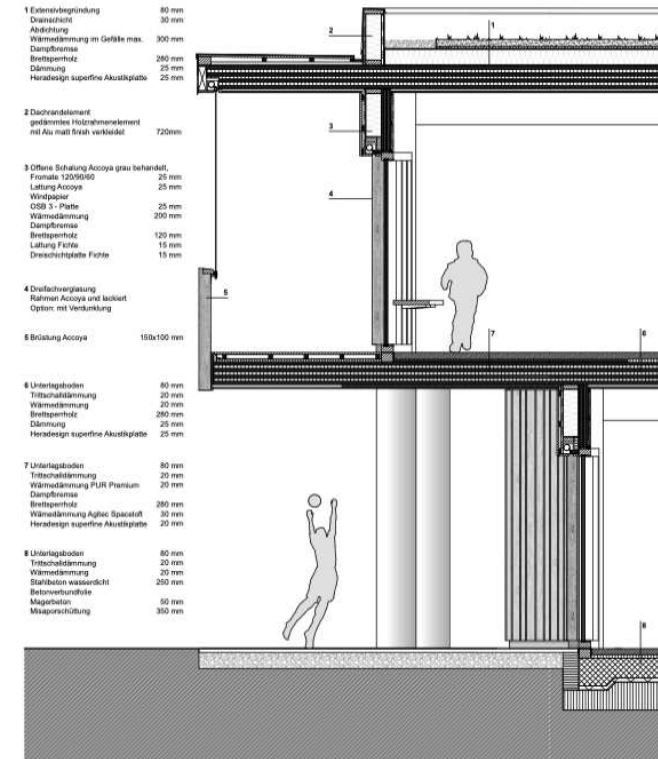 1 Extensivbegründung 80 mm
Drainschicht 30 mm
Abdichtung
Wärmedämmung im Gefälle max. 300 mm
Dampfbremse
Brettsperrholz 280 mm
Dämmung 25 mm
Heradesign superfine Akustikplatte 25 mm
2 Dachrandelement
gedämmtes Holzrahmenelement
mit Alu matt finish verkleidet 720mm
3 Offene Schalung Accoya grau behandelt,
Fromate 120/90/60 25 mm
Lattung Accoya 25 mm
Windpapier
OSB 3 - Platte 25 mm
Wärmedämmung 200 mm
Dampfbremse
Brettsperrholz 120 mm
Lattung Fichte 15 mm
Dreischichtplatte Fichte 15 mm
4 Dreifachverglasung
Rahmen Accoya und lackiert
Option: mit Verdunklung
5 Brüstung Accoya 150x100 mm
6 Unterlagsboden 80 mm
Trittschalldämmung 20 mm
Wärmedämmung 20 mm
Brettsperrholz 280 mm
Dämmung 25 mm
Heradesign superfine Akustikplatte 25 mm
7 Unterlagsboden 80 mm
Trittschalldämmung 20 mm
Wärmedämmung PUR Premium 20 mm
Dampfbremse
Brettsperrholz 280 mm
Wämedämmung Agitec Spaceloft 30 mm
Heradesign superfine Akustikplatte 20 mm
8 Unterlagsboden 80 mm
Trittschalldämmung 20 mm
Wärmedämmung 20 mm
Stahlbeton wasserdicht 250 mm
Betonverbundfolie
Magerbeton 50 mm
Misaporschüttung 350 mm
1
2
3
4
5
7
6
8